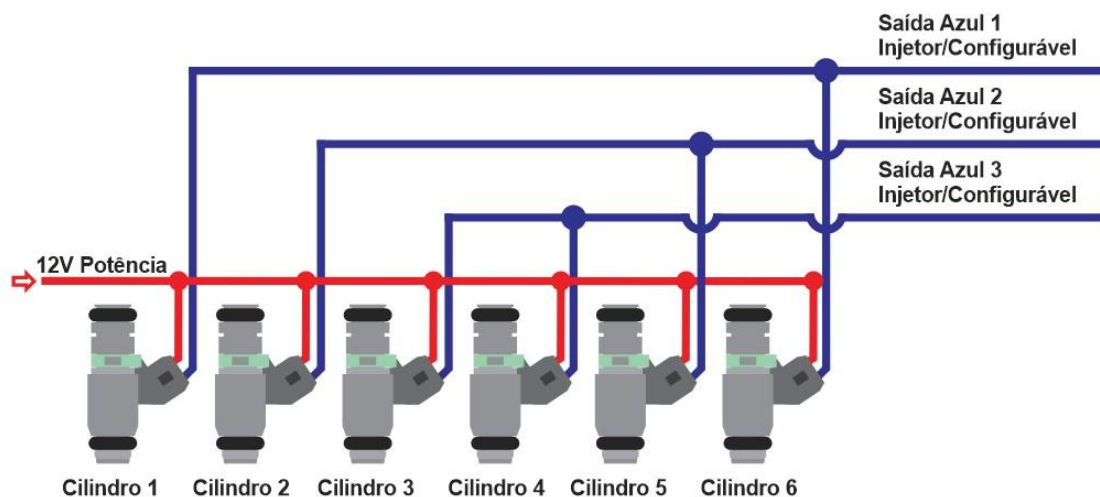 Saída Azul 1
Injetor/Configurável
Saída Azul 2
Injetor/Configurável
Saída Azul 3
Injetor/Configurável
12V Potência
Cilindro 1
Cilindro 2
Cilindro 3
Cilindro 4
Cilindro 5
Cilindro 6